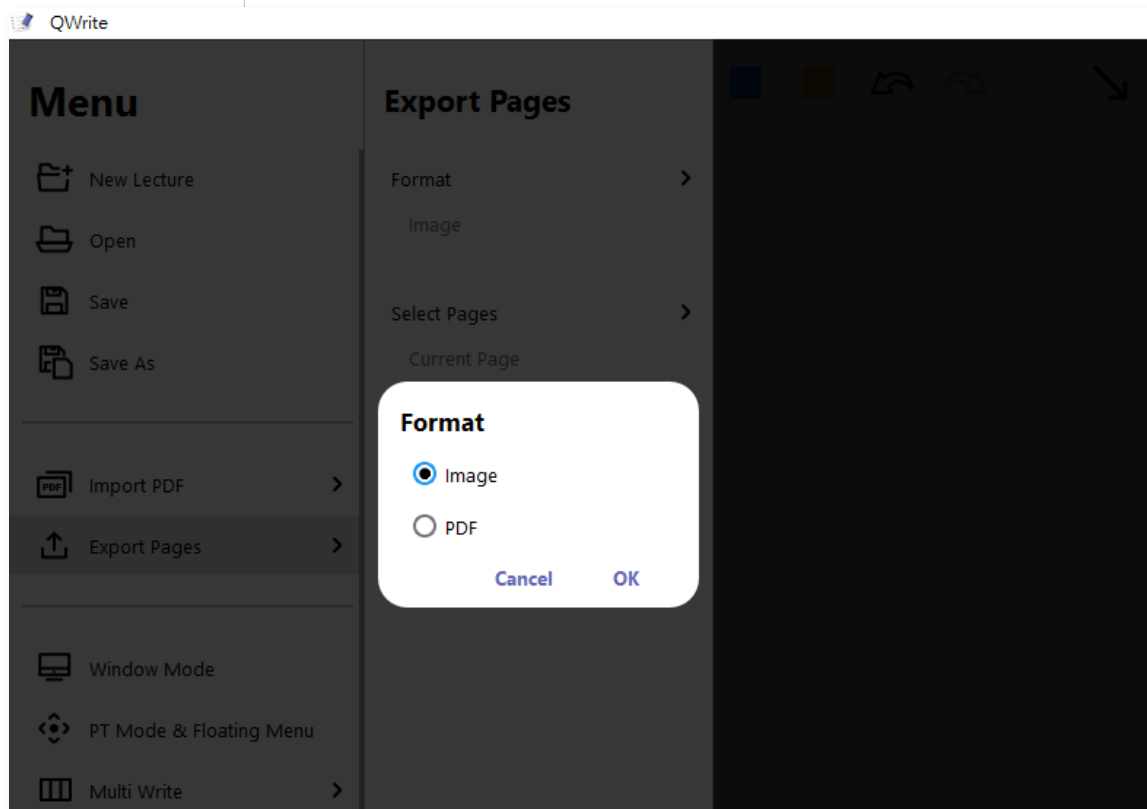 QWrite
Menu
New Lecture
Open
Save
Save As
PDF
Import PDF
Export Pages
Window Mode
PT Mode & Floating Menu
Multi Write
Export Pages
Format
Image
Select Pages
Current Page
Format
Image
PDF
Cancel OK